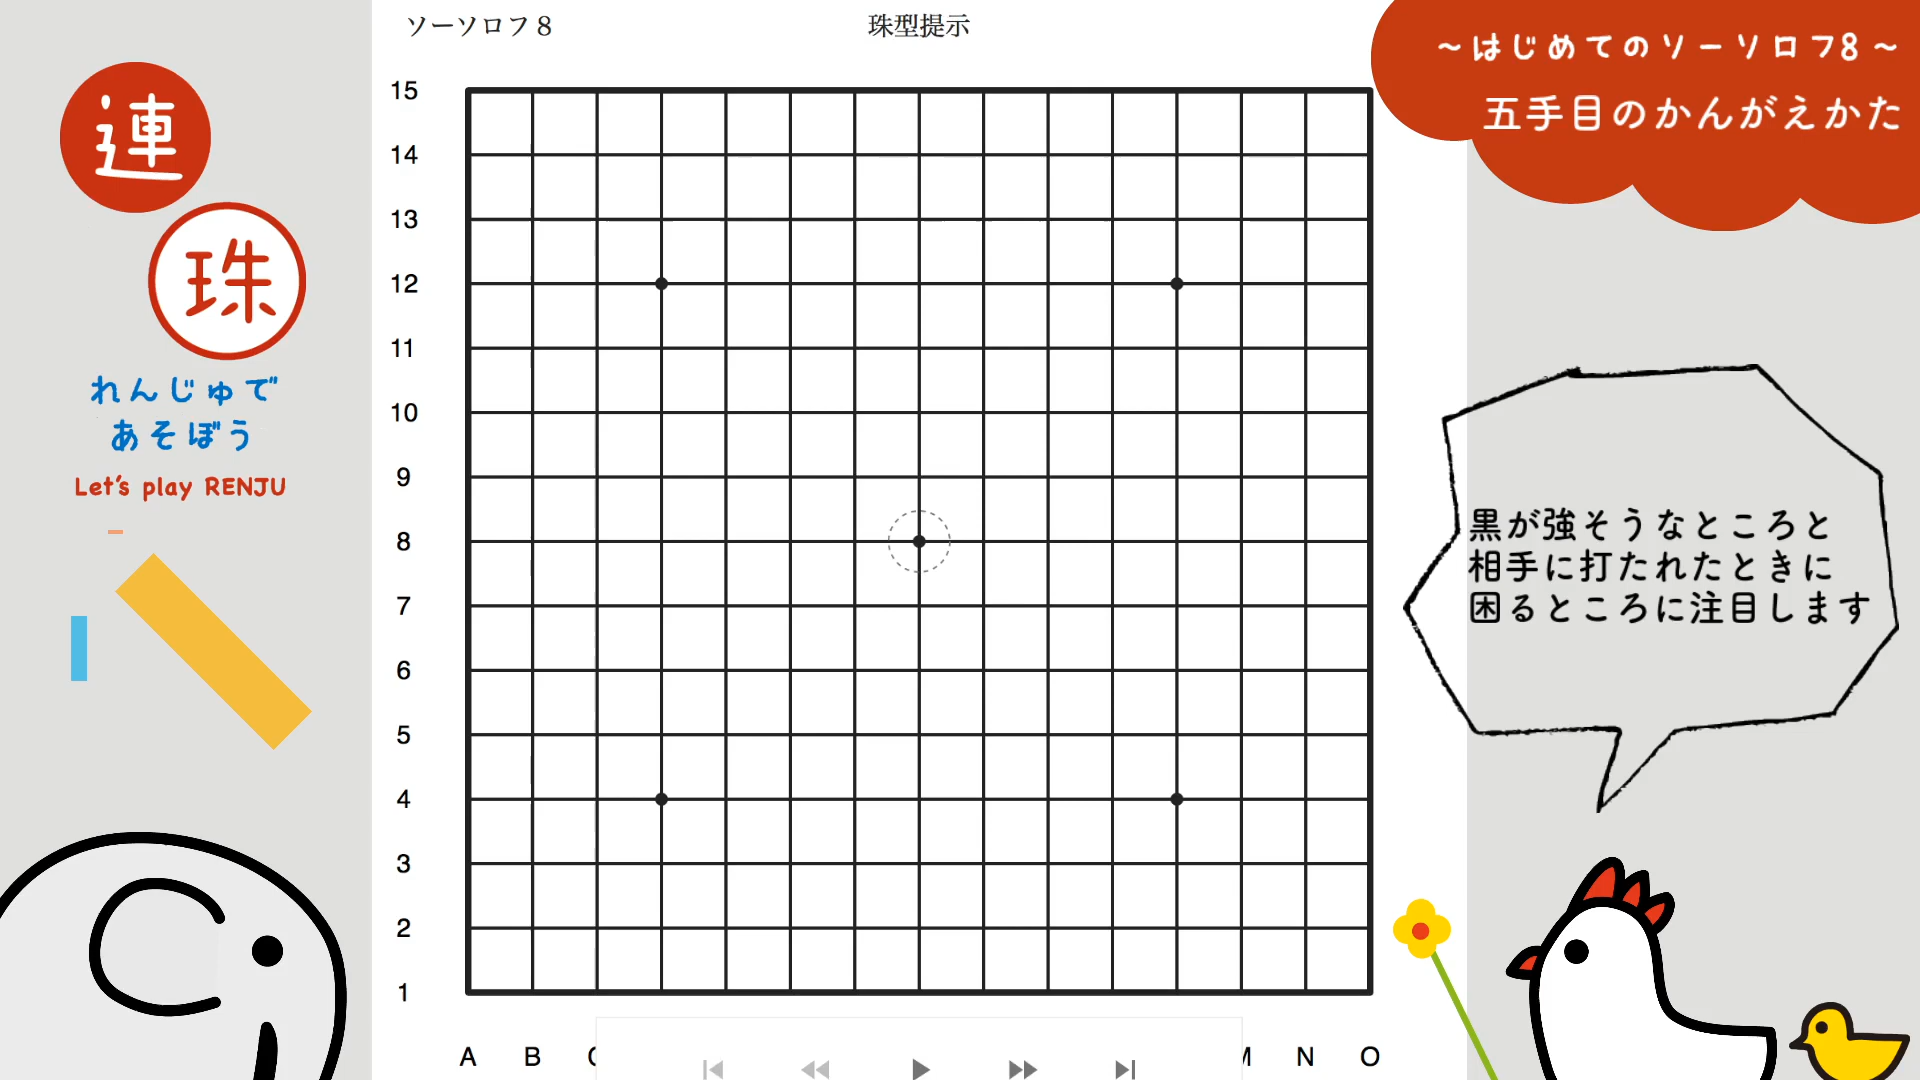 ソーソロフ8
珠型提示
~はじめてのソーソロフ8~
五手目のかんがえかた
連
珠
れんじゅで
あそぼう
Let's play RENJU
黒が強そうなところと
相手に打たれたときに
困るところに注目します
15
14
13
12
11
10
9
8
7
6
5
4
3
2
1
A B C M N O